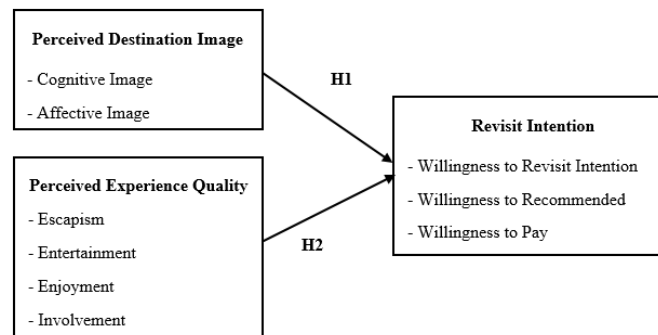 Perceived Destination Image
- Cognitive Image
- Affective Image
H1
Revisit Intention
- Willingness to Revisit Intention
- Willingness to Recommended
- Willingness to Pay
Perceived Experience Quality
- Escapism
- Entertainment
- Enjoyment
- Involvement
H2